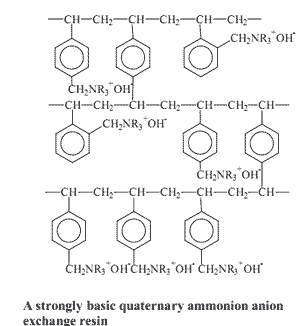 —CH—CH₂—CH—CH₂—CH—CH₂—
CH₂NR₃⁺OH⁻
CH₂NR₃⁺OH⁻
—CH—CH₂—CH—CH₂—CH—CH₂—CH—
CH₂NR₃⁺OH⁻
CH₂NR₃⁺OH⁻
—CH—CH₂—CH—CH₂—CH—CH₂—CH—
CH₂NR₃⁺OH⁻ CH₂NR₃⁺OH⁻ CH₂NR₃⁺OH⁻
A strongly basic quaternary ammonion anion
exchange resin